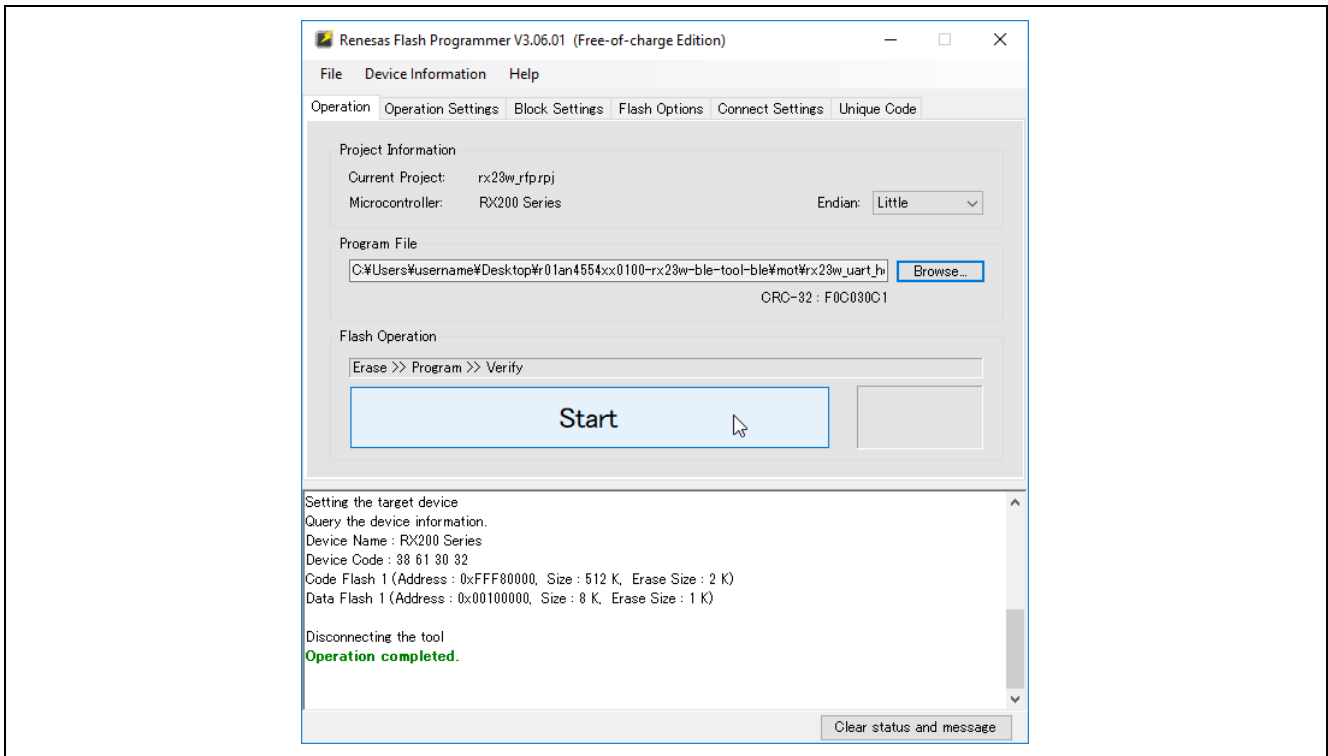 Renesas Flash Programmer V3.06.01 (Free-of-charge Edition)
File Device Information Help
Operation Operation Settings Block Settings Flash Options Connect Settings Unique Code
Project Information
Current Project: rx23w_rfp.rpj
Microcontroller: RX200 Series Endian: Little
Program File
C:¥Users¥username¥Desktop¥r01an4554xx0100-rx23w-ble-tool-ble¥mot¥rx23w_uart_h Browse...
CRC-32 : F0C030C1
Flash Operation
Erase >> Program >> Verify
Start
Setting the target device
Query the device information.
Device Name : RX200 Series
Device Code : 38 61 30 32
Code Flash 1 (Address : 0xFFF80000, Size : 512 K, Erase Size : 2 K)
Data Flash 1 (Address : 0x00100000, Size : 8 K, Erase Size : 1 K)
Disconnecting the tool
Operation completed.
Clear status and message